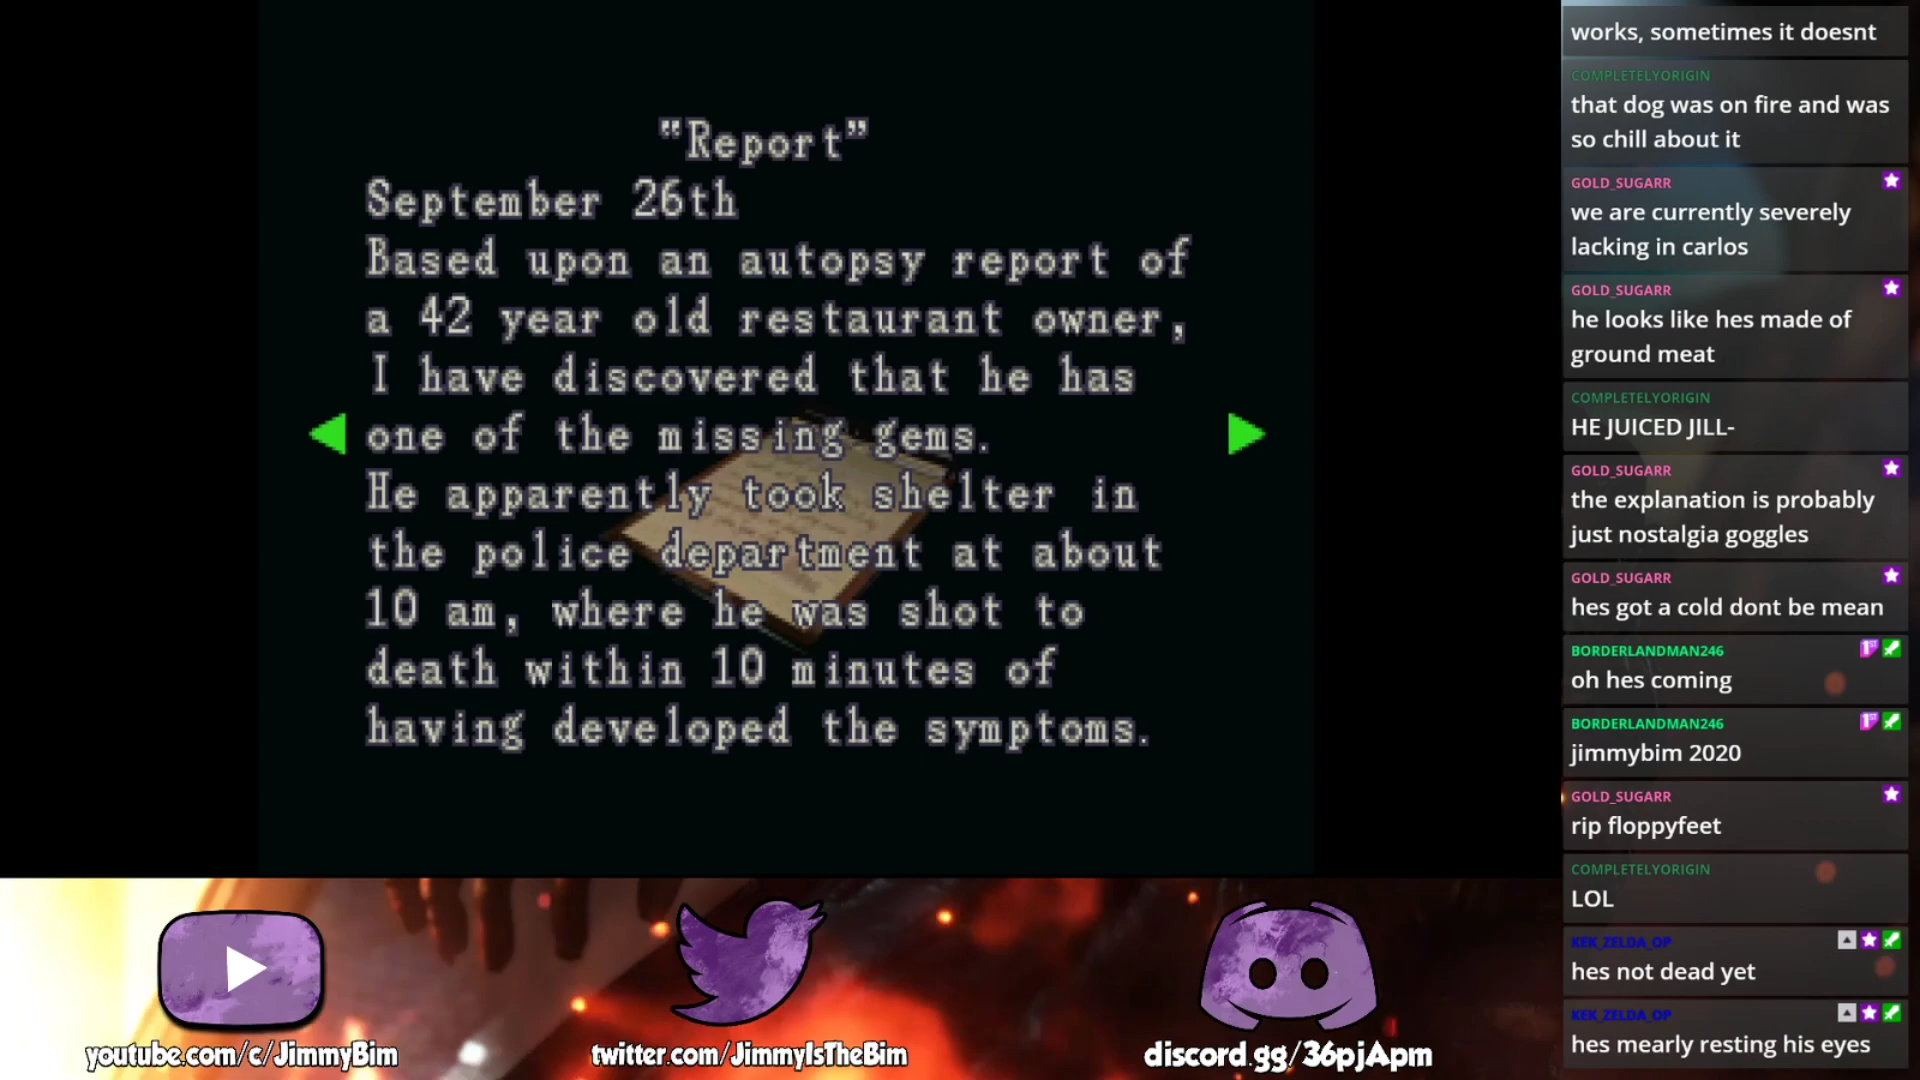 "Report"
September 26th
Based upon an autopsy report of
a 42 year old restaurant owner,
I have discovered that he has
one of the missing gems.
He apparently took shelter in
the police department at about
10 am, where he was shot to
death within 10 minutes of
having developed the symptoms.
works, sometimes it doesnt
COMPLETELYORIGIN
that dog was on fire and was
so chill about it
GOLD_SUGARR
we are currently severely
lacking in carlos
GOLD_SUGARR
he looks like hes made of
ground meat
COMPLETELYORIGIN
HE JUICED JILL-
GOLD_SUGARR
the explanation is probably
just nostalgia goggles
GOLD_SUGARR
hes got a cold dont be mean
BORDERLANDMAN246
oh hes coming
BORDERLANDMAN246
jimmybim 2020
GOLD_SUGARR
rip floppyfeet
COMPLETELYORIGIN
LOL
KEK_ZELDA_OP
hes not dead yet
KEK_ZELDA_OP
hes mearly resting his eyes
youtube.com/c/JimmyBim
twitter.com/JimmyIsTheBim
discord.gg/36pjApm